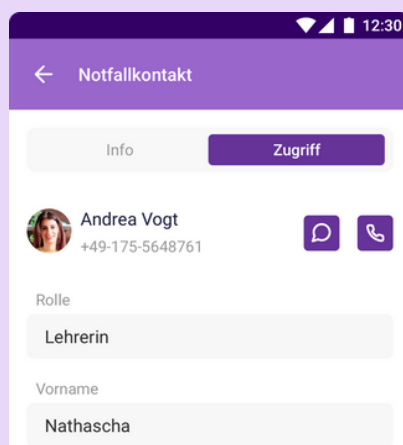 12:30
Notfallkontakt
Info Zugriff
Andrea Vogt
+49-175-5648761
Rolle
Lehrerin
Vorname
Nathascha